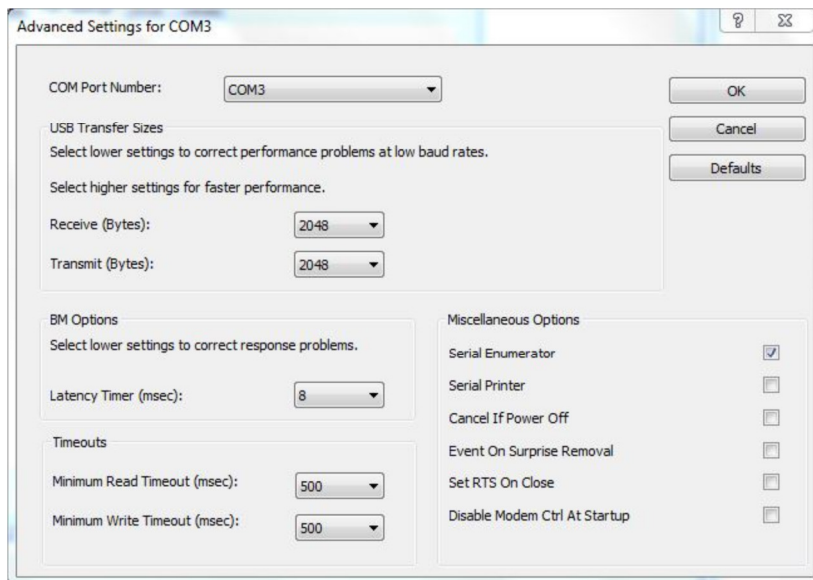 Advanced Settings for COM3
COM Port Number:
COM3
OK
USB Transfer Sizes
Cancel
Select lower settings to correct performance problems at low baud rates.
Defaults
Select higher settings for faster performance.
Receive (Bytes):
2048
Transmit (Bytes):
2048
BM Options
Select lower settings to correct response problems.
Latency Timer (msec):
8
Timeouts
Minimum Read Timeout (msec):
500
Minimum Write Timeout (msec):
500
Miscellaneous Options
Serial Enumerator
Serial Printer
Cancel If Power Off
Event On Surprise Removal
Set RTS On Close
Disable Modem Ctrl At Startup